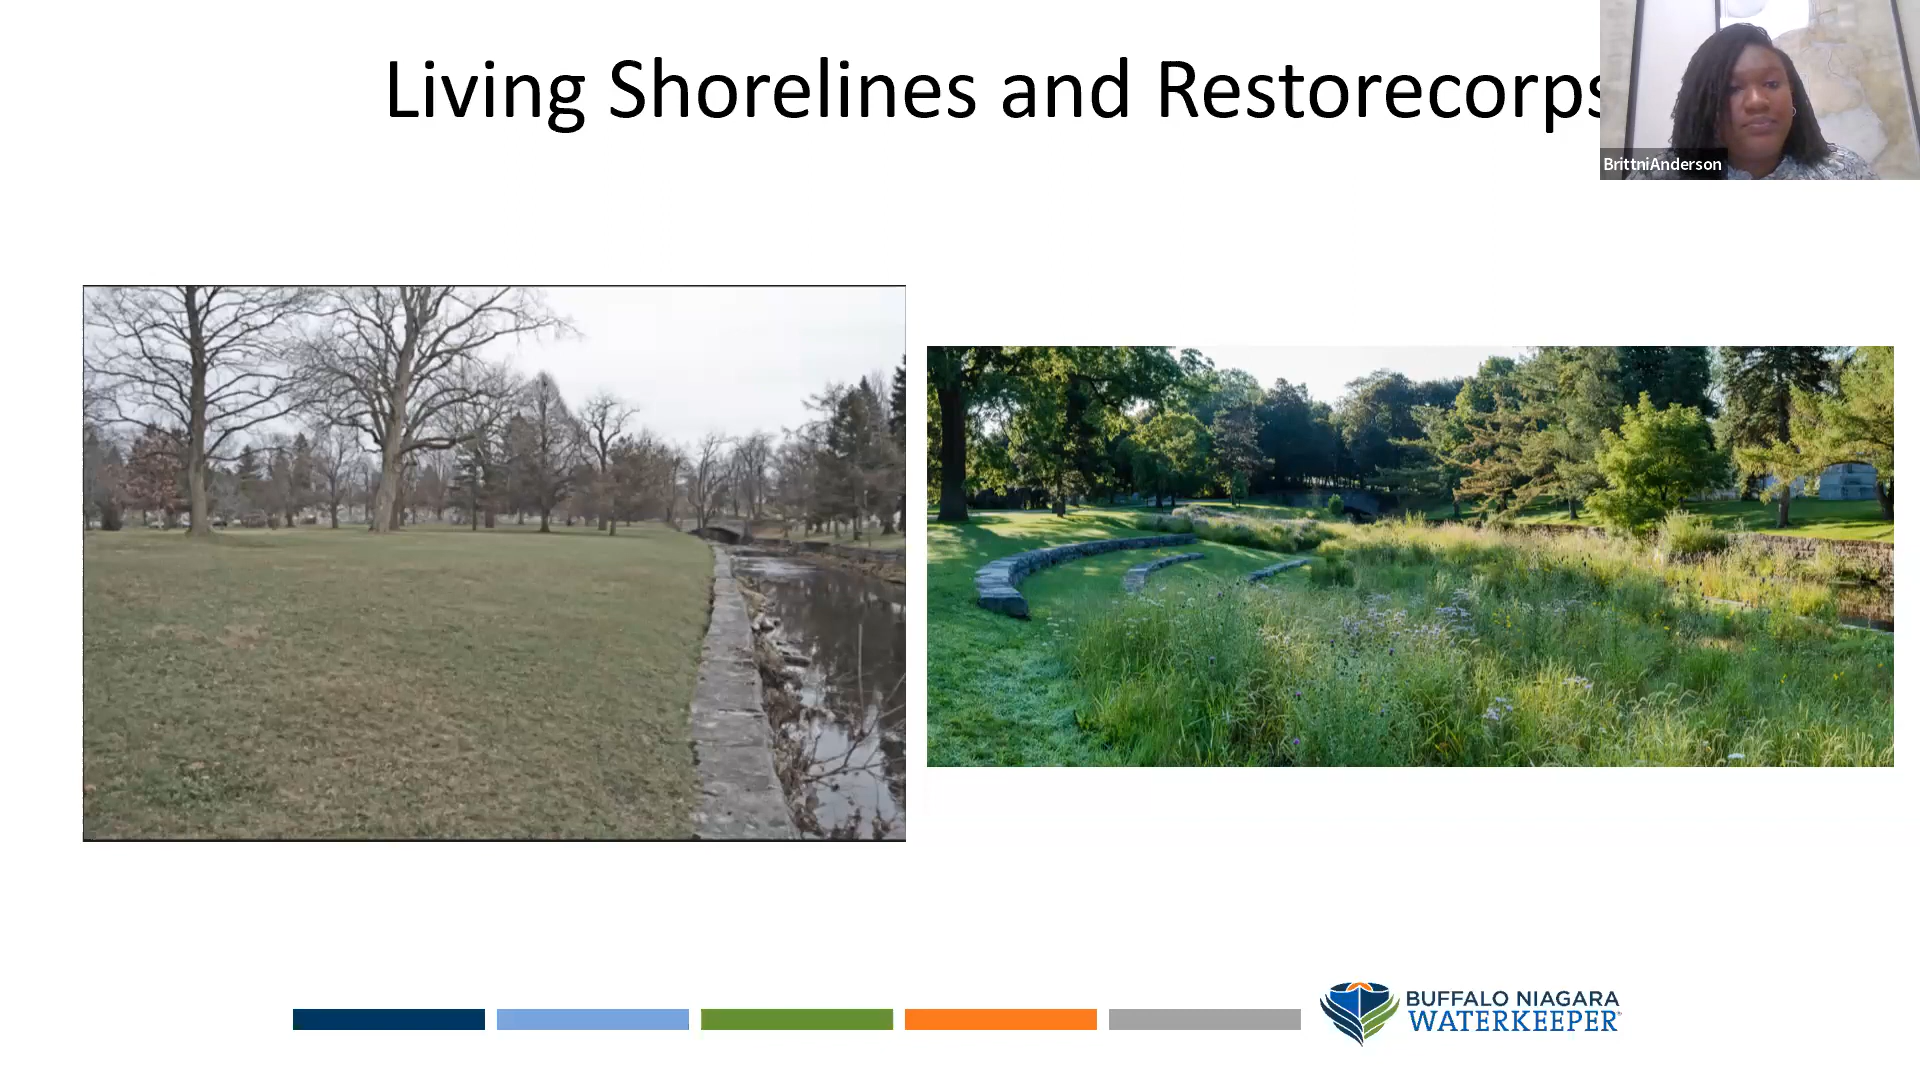 Living Shorelines and Restorecorps
BrittniAnderson
BUFFALO NIAGARA
WATERKEEPER